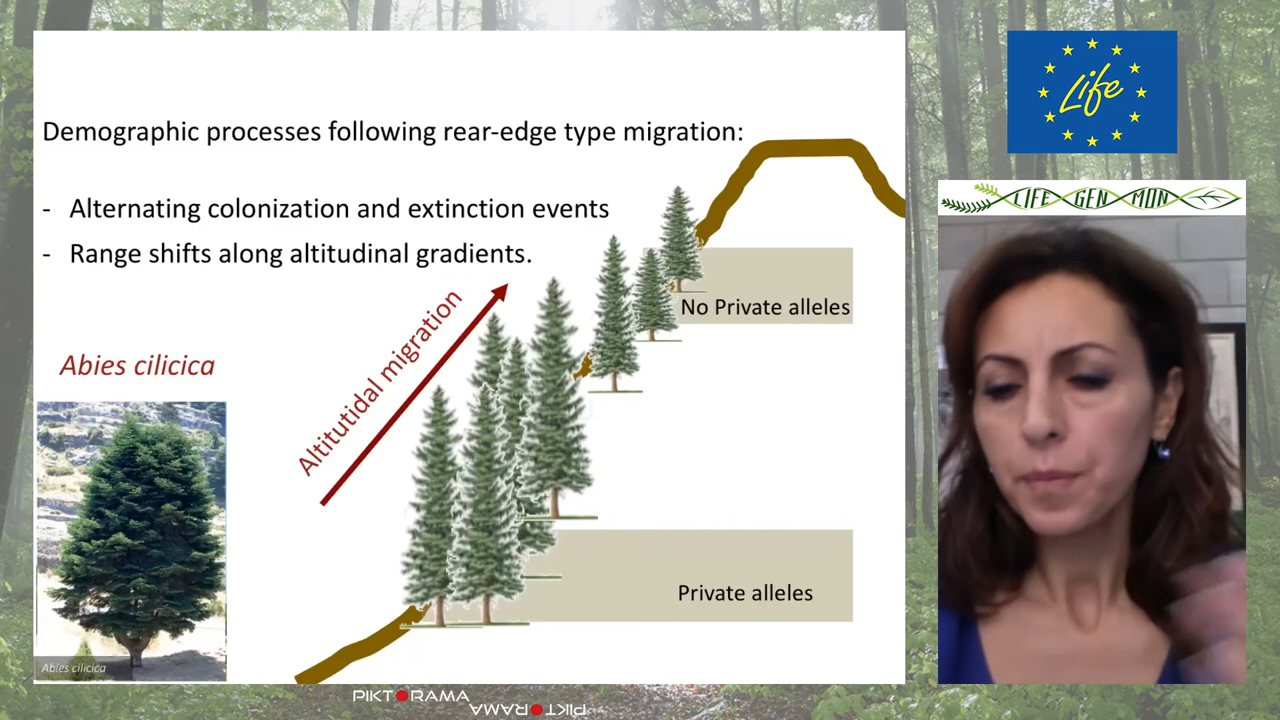 Demographic processes following rear-edge type migration:
- Alternating colonization and extinction events
- Range shifts along altitudinal gradients.
Altitutidal migration
No Private alleles
Abies cilicica
Private alleles
Abies cilicica
Life
LIFE GEN MON
PIKTORAMA
PIKTORAMA